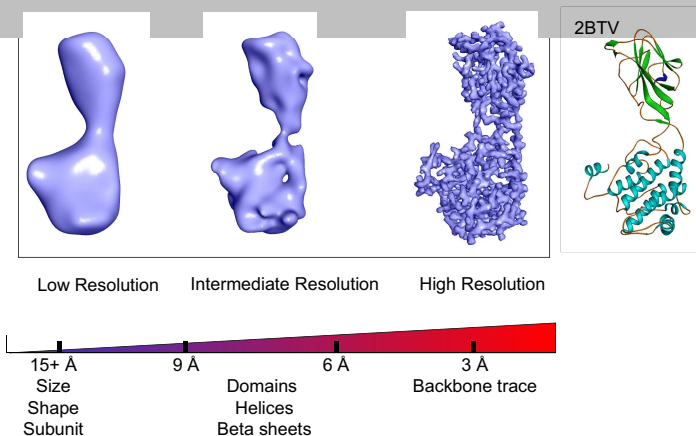 2BTV
Low Resolution
Intermediate Resolution
High Resolution
15+ Å
9 Å
6 Å
3 Å
Size
Domains
Backbone trace
Shape
Helices
Subunit
Beta sheets